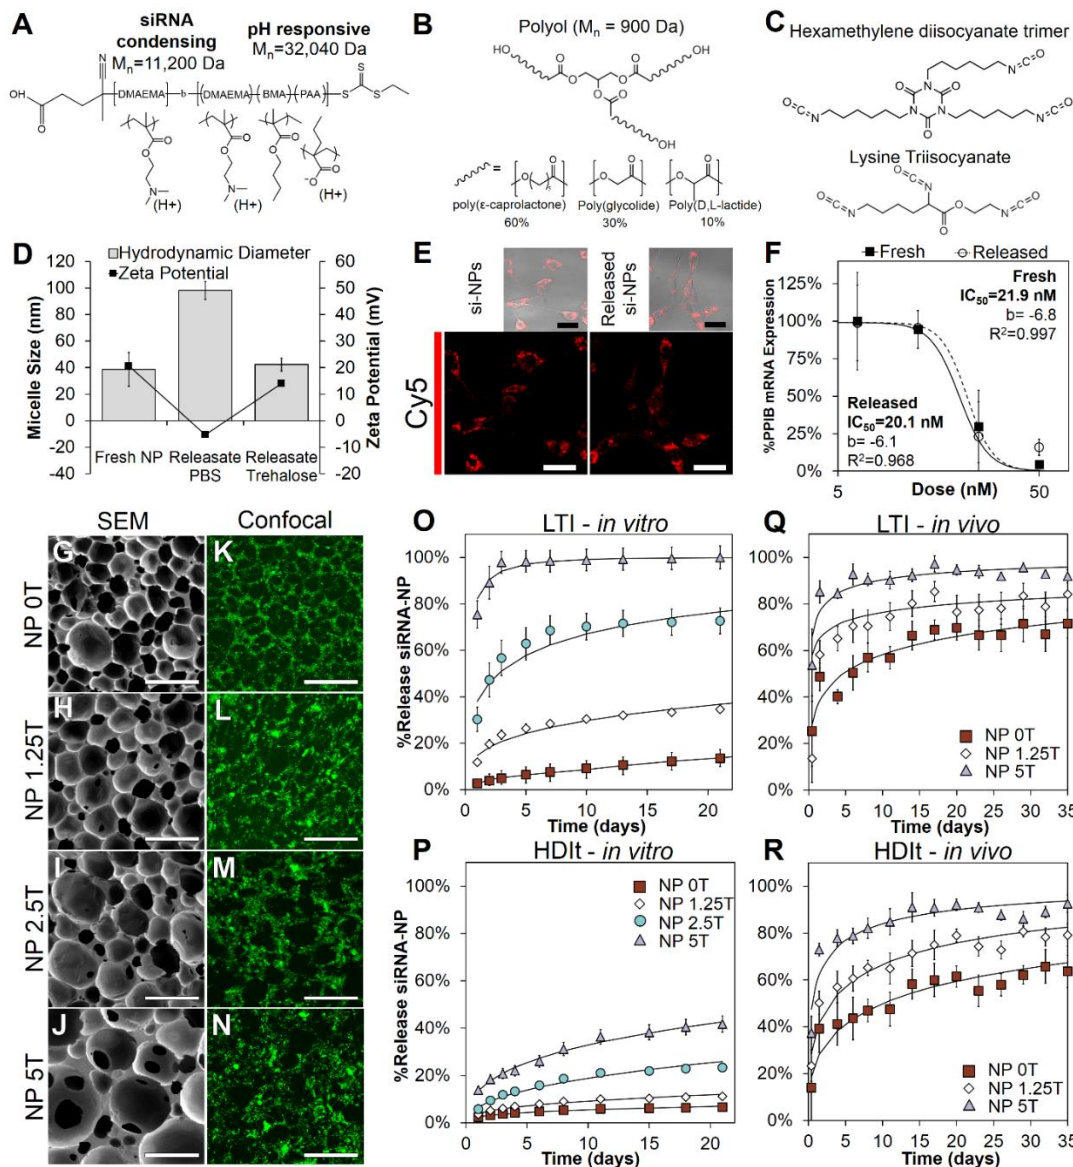 A
siRNA
condensing
Mn=11,200 Da
pH responsive
Mn=32,040 Da
OH
O
N
DMAEMA
b
(DMAEMA)(BMA)(PAA)
S
S
S
O
O
O
O
O
O
O
O⁻
N
N
(H+)
(H+)
(H+)
B
Polyol (Mn = 900 Da)
HO
OH
OH
O
O
O
O
O
O
=
O
O
O
O
O
O
poly(ε-caprolactone)
60%
Poly(glycolide)
30%
Poly(D,L-lactide)
10%
C
Hexamethylene diisocyanate trimer
Lysine Triisocyanate
D
Hydrodynamic Diameter
Zeta Potential
Micelle Size (nm)
120
100
80
60
40
20
0
-20
-40
60
50
40
30
20
10
0
-10
-20
Zeta Potential (mV)
Fresh NP
Releasate
PBS
Releasate
Trehalose
E
si-NPs
Released
si-NPs
Cy5
F
Fresh
Released
%PPIB mRNA Expression
125%
100%
75%
50%
25%
0%
Fresh
IC50=21.9 nM
b= -6.8
R2=0.997
Released
IC50=20.1 nM
b= -6.1
R2=0.968
5
50
Dose (nM)
SEM
Confocal
NP 0T
G
K
NP 1.25T
H
L
NP 2.5T
I
M
NP 5T
J
N
O
LTI - in vitro
%Release siRNA-NP
100%
80%
60%
40%
20%
0%
0
5
10
15
20
Time (days)
Q
LTI - in vivo
100%
80%
60%
40%
20%
0%
NP 0T
NP 1.25T
NP 5T
0
5
10
15
20
25
30
35
Time (days)
P
HDIt - in vitro
%Release siRNA-NP
100%
80%
60%
40%
20%
0%
NP 0T
NP 1.25T
NP 2.5T
NP 5T
0
5
10
15
20
Time (days)
R
HDIt - in vivo
100%
80%
60%
40%
20%
0%
NP 0T
NP 1.25T
NP 5T
0
5
10
15
20
25
30
35
Time (days)